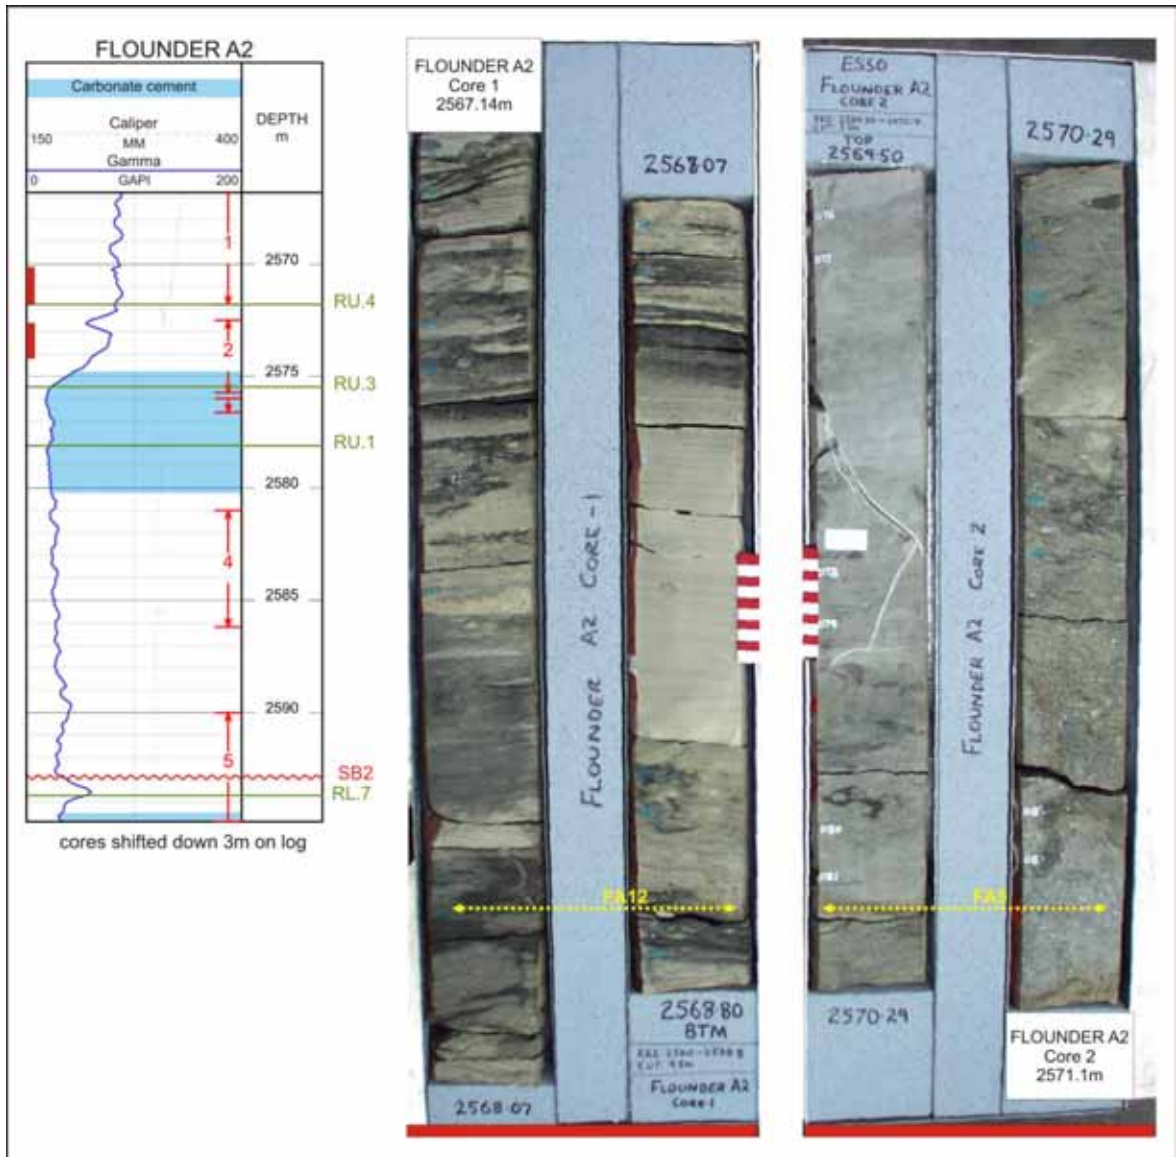 FLOUNDER A2
Carbonate cement
Caliper
150 MM 400
Gamma
0 GAPI 200
DEPTH
m
1
2570
RU.4
2
2575
RU.3
RU.1
2580
4
2585
2590
5
SB2
RL.7
cores shifted down 3m on log
FLOUNDER A2
Core 1
2567.14m
2568·07
FLOUNDER A2 CORE-1
FA12
2568·07
2568·80
BTM
FLOUNDER A2
CORE-1
ESSO
FLOUNDER A2
CORE 2
TOP
2569·50
2570·29
FLOUNDER A2 CORE 2
FA5
2570·29
FLOUNDER A2
Core 2
2571.1m